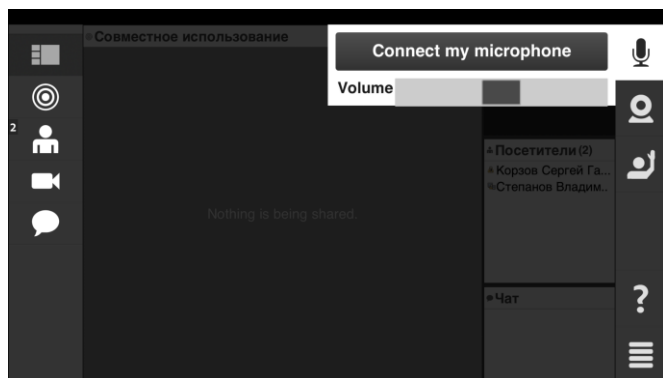 Совместное использование
Connect my microphone
Volume
2
Посетители (2)
Корзов Сергей Га...
Степанов Владим..
Nothing is being shared.
Чат
?